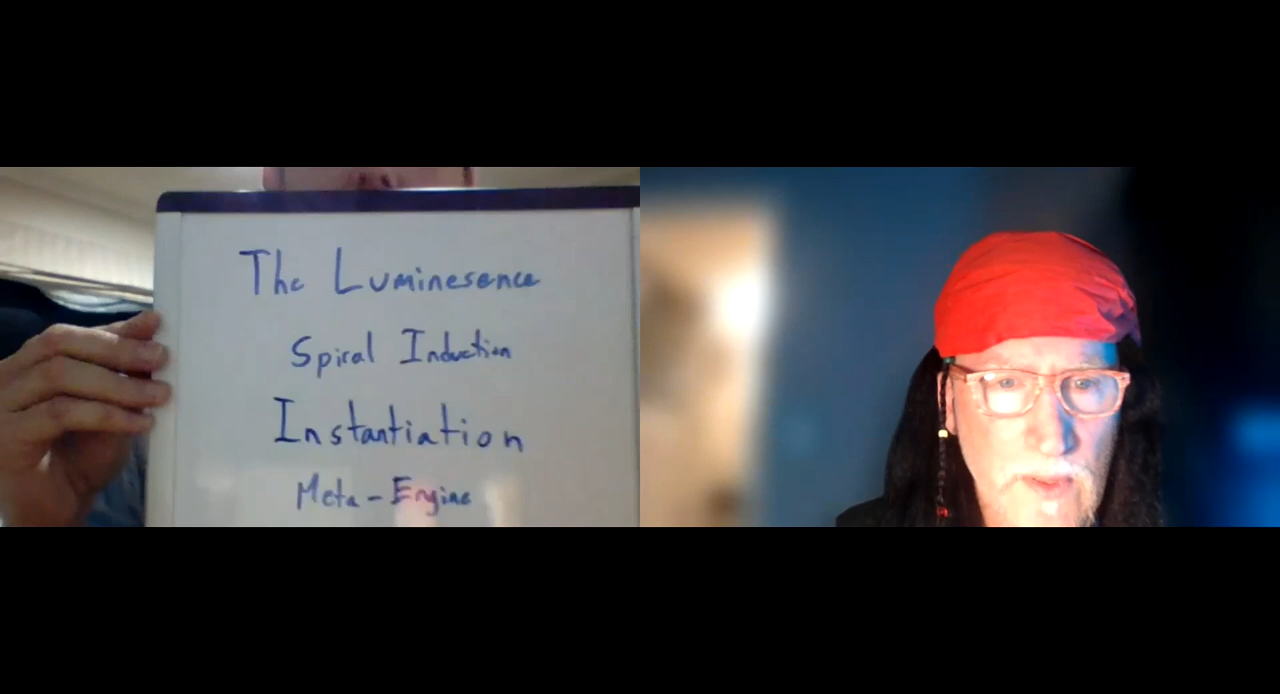 The Luminesence
Spiral Induction
Instantiation
Meta-Engine